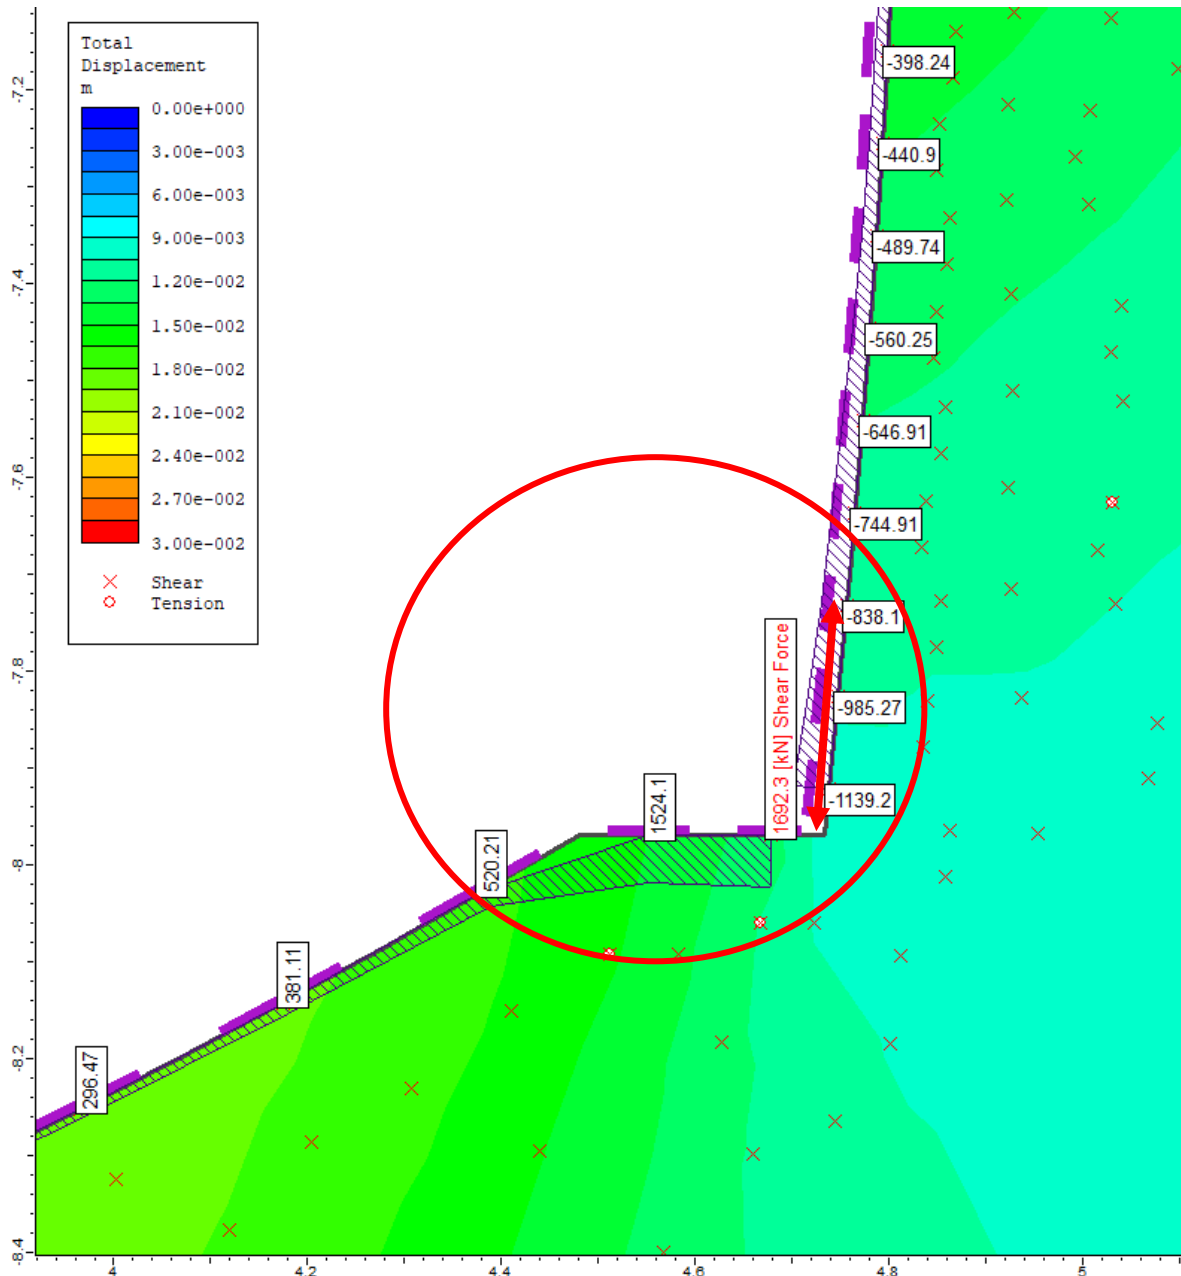 Total
Displacement
m
0.00e+000
3.00e-003
6.00e-003
9.00e-003
1.20e-002
1.50e-002
1.80e-002
2.10e-002
2.40e-002
2.70e-002
3.00e-002
Shear
Tension
-7.2
-7.4
-7.6
-7.8
-8
-8.2
-8.4
-398.24
-440.9
-489.74
-560.25
-646.91
-744.91
-838.1
-985.27
-1139.2
1692.3 [kN] Shear Force
1524.1
520.21
381.11
296.47
4
4.2
4.4
4.6
4.8
5